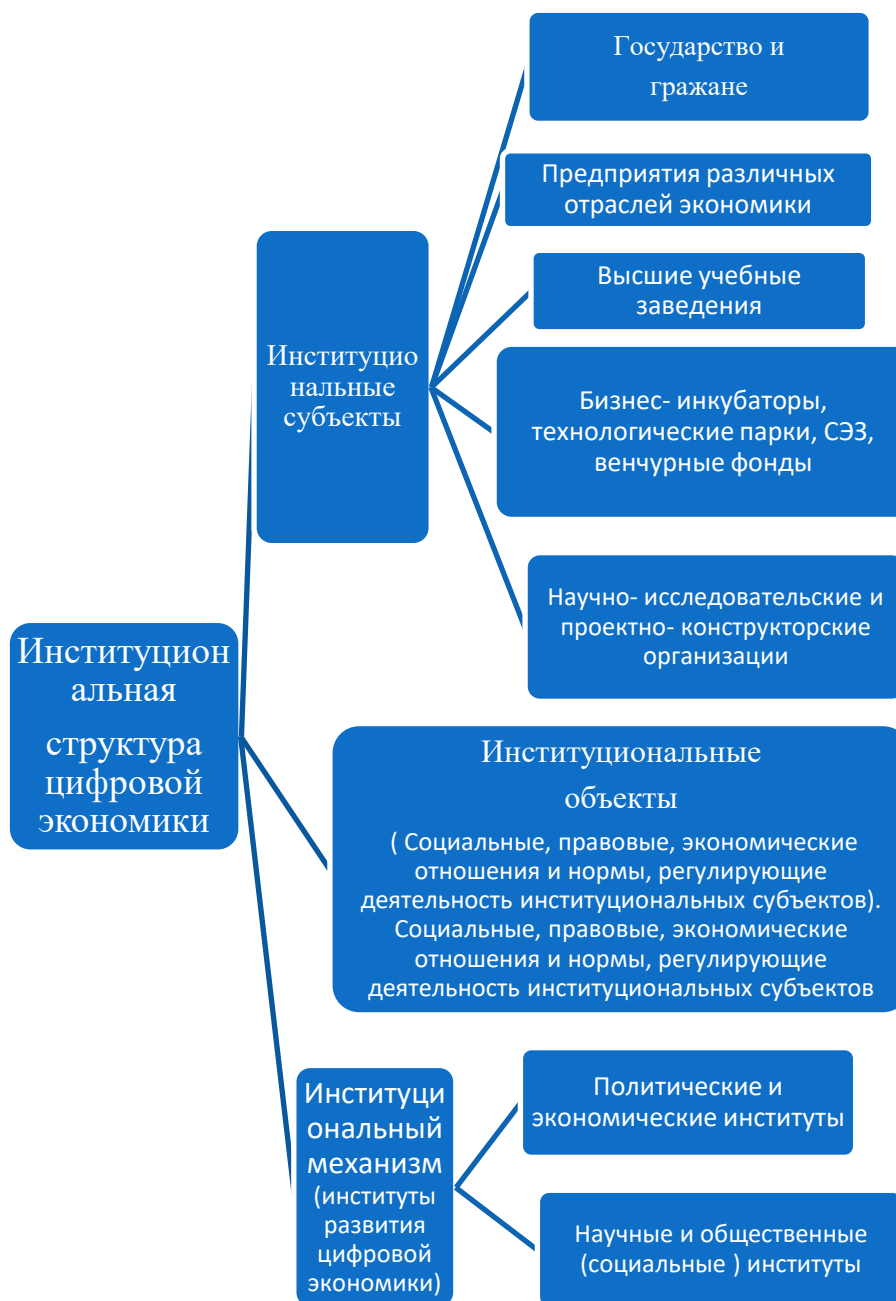 Институцион
альная
структура
цифровой
экономики
Институцио
нальные
субъекты
Государство и
гражане
Предприятия различных
отраслей экономики
Высшие учебные
заведения
Бизнес- инкубаторы,
технологические парки, СЭЗ,
венчурные фонды
Научно- исследовательские и
проектно- конструкторские
организации
Институциональные
объекты
( Социальные, правовые, экономические
отношения и нормы, регулирующие
деятельность институциональных субъектов).
Социальные, правовые, экономические
отношения и нормы, регулирующие
деятельность институциональных субъектов
Институци
ональный
механизм
(институты
развития
цифровой
экономики)
Политические и
экономические институты
Научные и общественные
(социальные ) институты